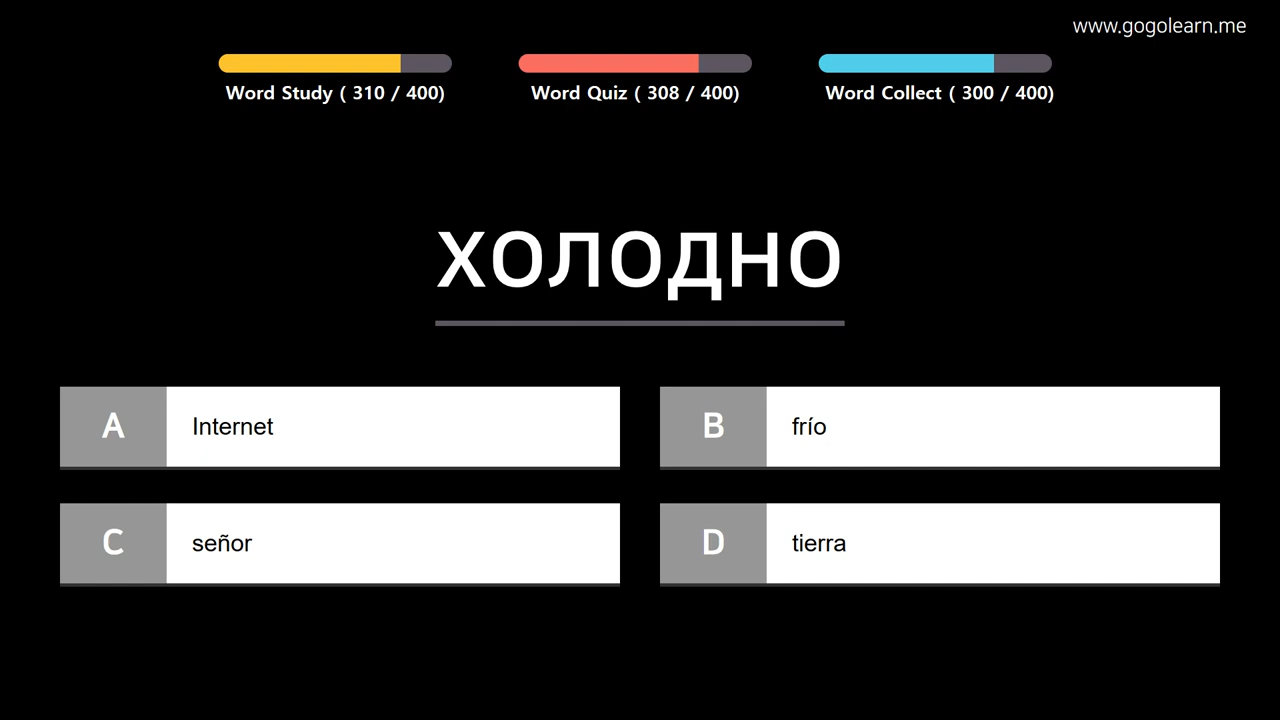 www.gogolearn.me
Word Study ( 310 / 400)
Word Quiz ( 308 / 400)
Word Collect ( 300 / 400)
холодно
A Internet
B frío
C señor
D tierra